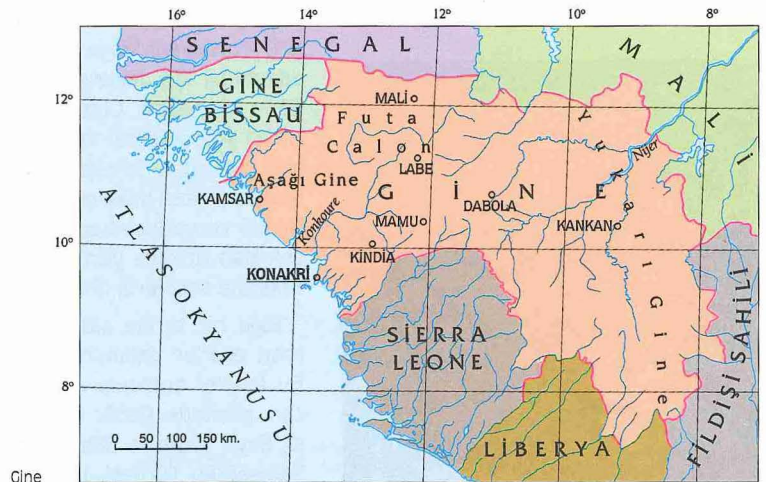 16° 14° 12° 10° 8°
SENEGAL
MALİ
GİNE
BİSSAU
12°
MALİ
Futa
Calon
LABE
Yukarı Gine
Nijer
Aşağı Gine
KAMSAR
GİNE
DABOLA
Konkoure
MAMU
KANKAN
10°
KİNDİA
KONAKRİ
ATLAS OKYANUSU
SİERRA
LEONE
FİLDİŞİ SAHİLİ
8°
0 50 100 150 km.
LİBERYA
Gine